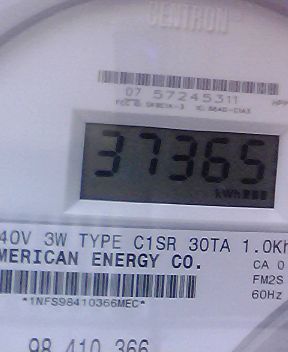 CENTRON
07 57245311
37365
kWh
40V 3W TYPE C1SR 30TA 1.0Kh
MERICAN ENERGY CO.
CA 0
FM2S
60Hz
*1NFS98410366MEC*
98 410 366